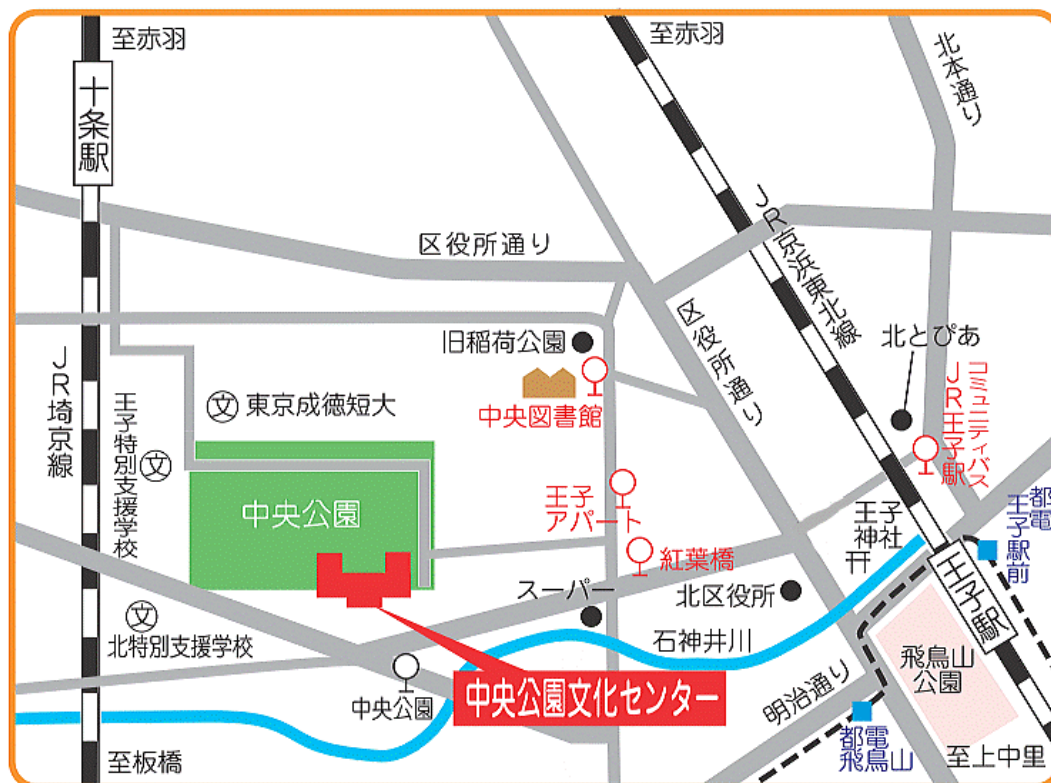 至赤羽
至赤羽
北本通り
十条駅
区役所通り
JR京浜東北線
区役所通り
旧稲荷公園
北とぴあ
JR埼京線
中央図書館
コミュニティバス
JR王子駅
王子特別支援学校
文
文
東京成徳短大
中央公園
王子
アパート
紅葉橋
王子
神社
都電
王子駅前
スーパー
北区役所
王子駅
文
北特別支援学校
石神井川
飛鳥山
公園
中央公園
中央公園文化センター
明治通り
都電
飛鳥山
至板橋
至上中里